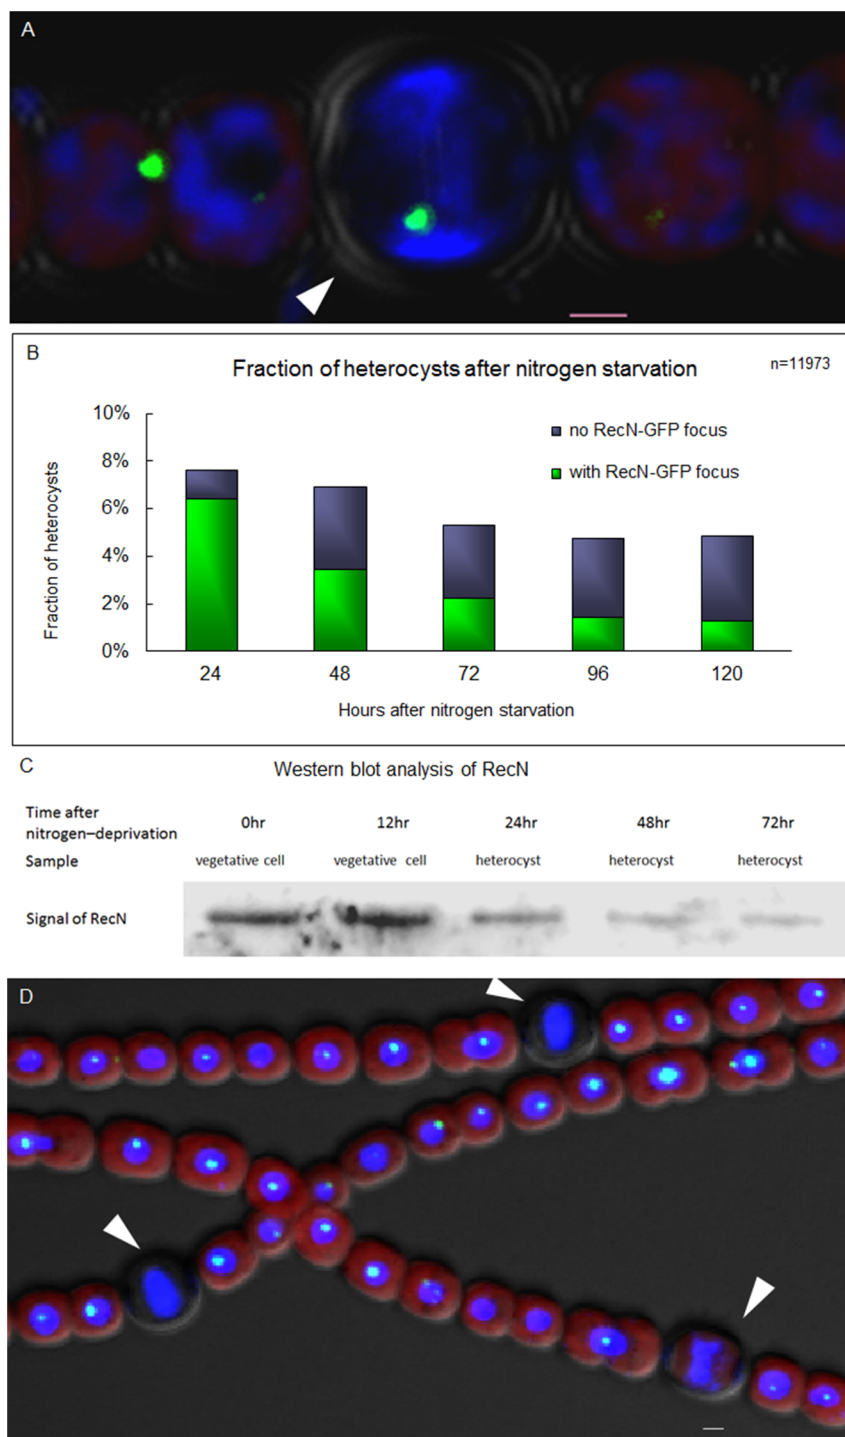 A
B
Fraction of heterocysts after nitrogen starvation
n=11973
10%
8%
6%
4%
2%
0%
Fraction of heterocysts
no RecN-GFP focus
with RecN-GFP focus
24 48 72 96 120
Hours after nitrogen starvation
C
Western blot analysis of RecN
Time after
nitrogen–deprivation
0hr 12hr 24hr 48hr 72hr
Sample vegetative cell vegetative cell heterocyst heterocyst heterocyst
Signal of RecN
D